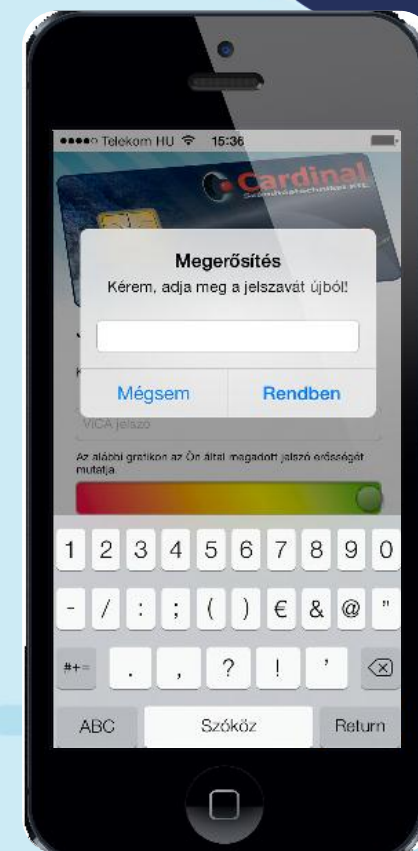 Telekom HU 15:36
Cardinal
Számítástechnikai Kft.
Megerősítés
Kérem, adja meg a jelszavát újból!
Mégsem Rendben
ViCA jelszó
Az alábbi grafikon az Ön által megadott jelszó erősségét
mutatja.
1 2 3 4 5 6 7 8 9 0
- / : ; ( ) € & @ "
#+= . , ? ! '
ABC Szóköz Return